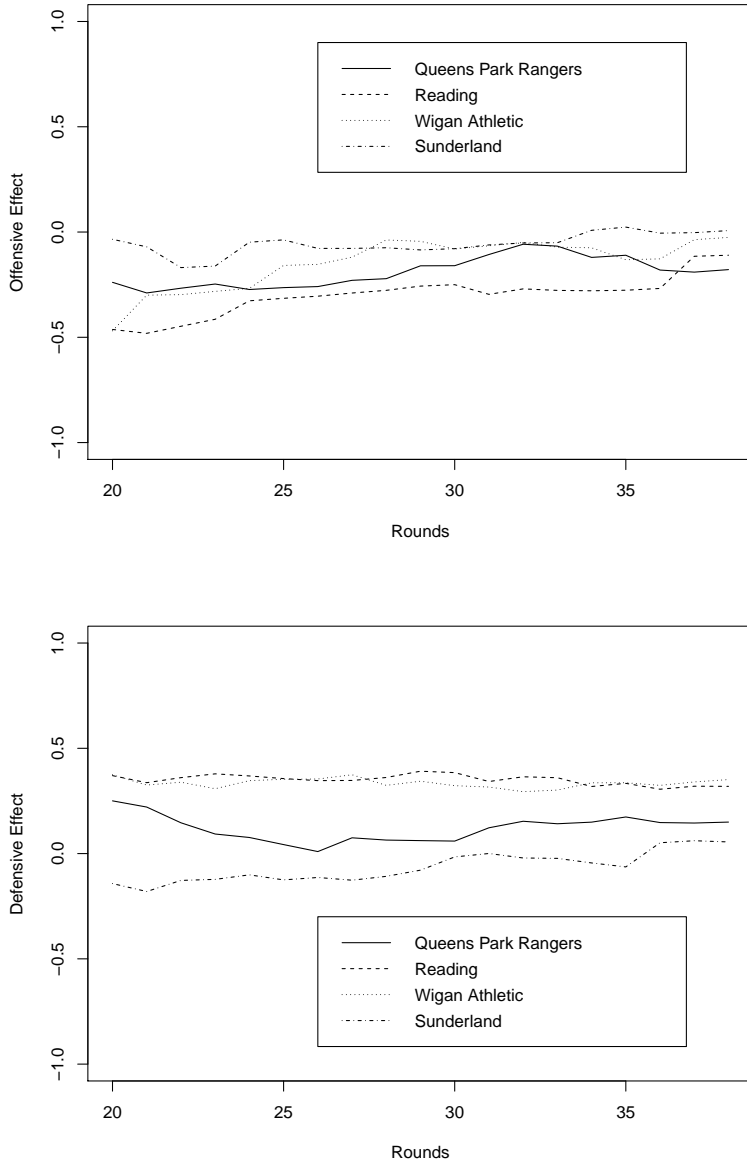 1.0
0.5
0.0
−0.5
−1.0
Offensive Effect
Queens Park Rangers
Reading
Wigan Athletic
Sunderland
20 25 30 35
Rounds
1.0
0.5
0.0
−0.5
−1.0
Defensive Effect
Queens Park Rangers
Reading
Wigan Athletic
Sunderland
20 25 30 35
Rounds